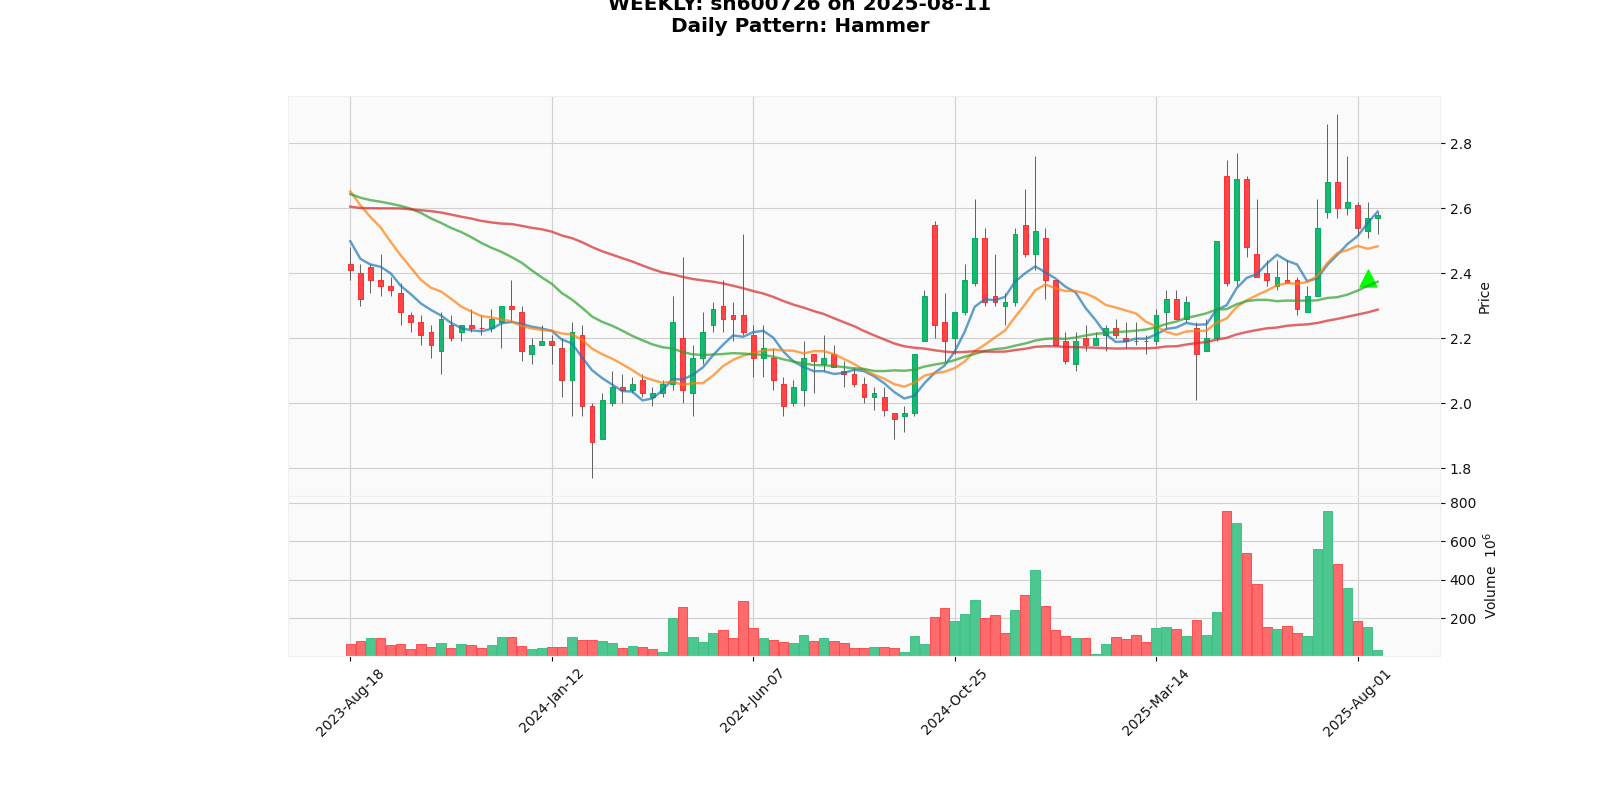 WEEKLY: sh600726 on 2025-08-11
Daily Pattern: Hammer
2.8
2.6
2.4
2.2
2.0
1.8
Price
800
600
400
200
Volume 10⁶
2023-Aug-18
2024-Jan-12
2024-Jun-07
2024-Oct-25
2025-Mar-14
2025-Aug-01